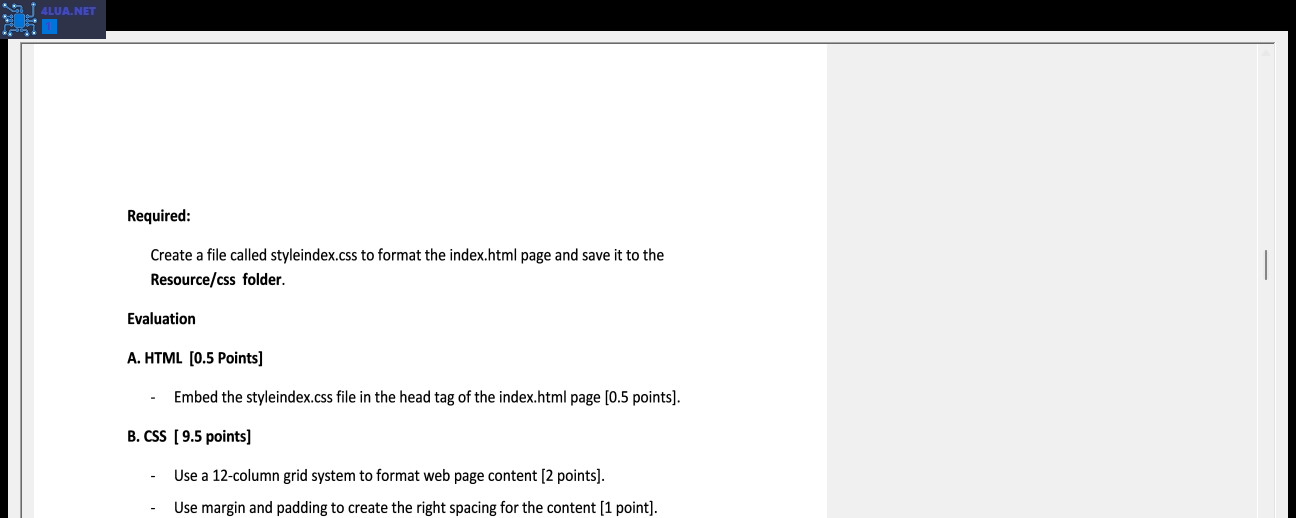 4LUA.NET
Required:
Create a file called styleindex.css to format the index.html page and save it to the
Resource/css folder.
Evaluation
A. HTML [0.5 Points]
- Embed the styleindex.css file in the head tag of the index.html page [0.5 points].
B. CSS [ 9.5 points]
- Use a 12-column grid system to format web page content [2 points].
- Use margin and padding to create the right spacing for the content [1 point].